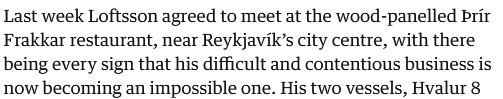 Last week Loftsson agreed to meet at the wood-panelled Þrír
Frakkar restaurant, near Reykjavík’s city centre, with there
being every sign that his difficult and contentious business is
now becoming an impossible one. His two vessels, Hvalur 8